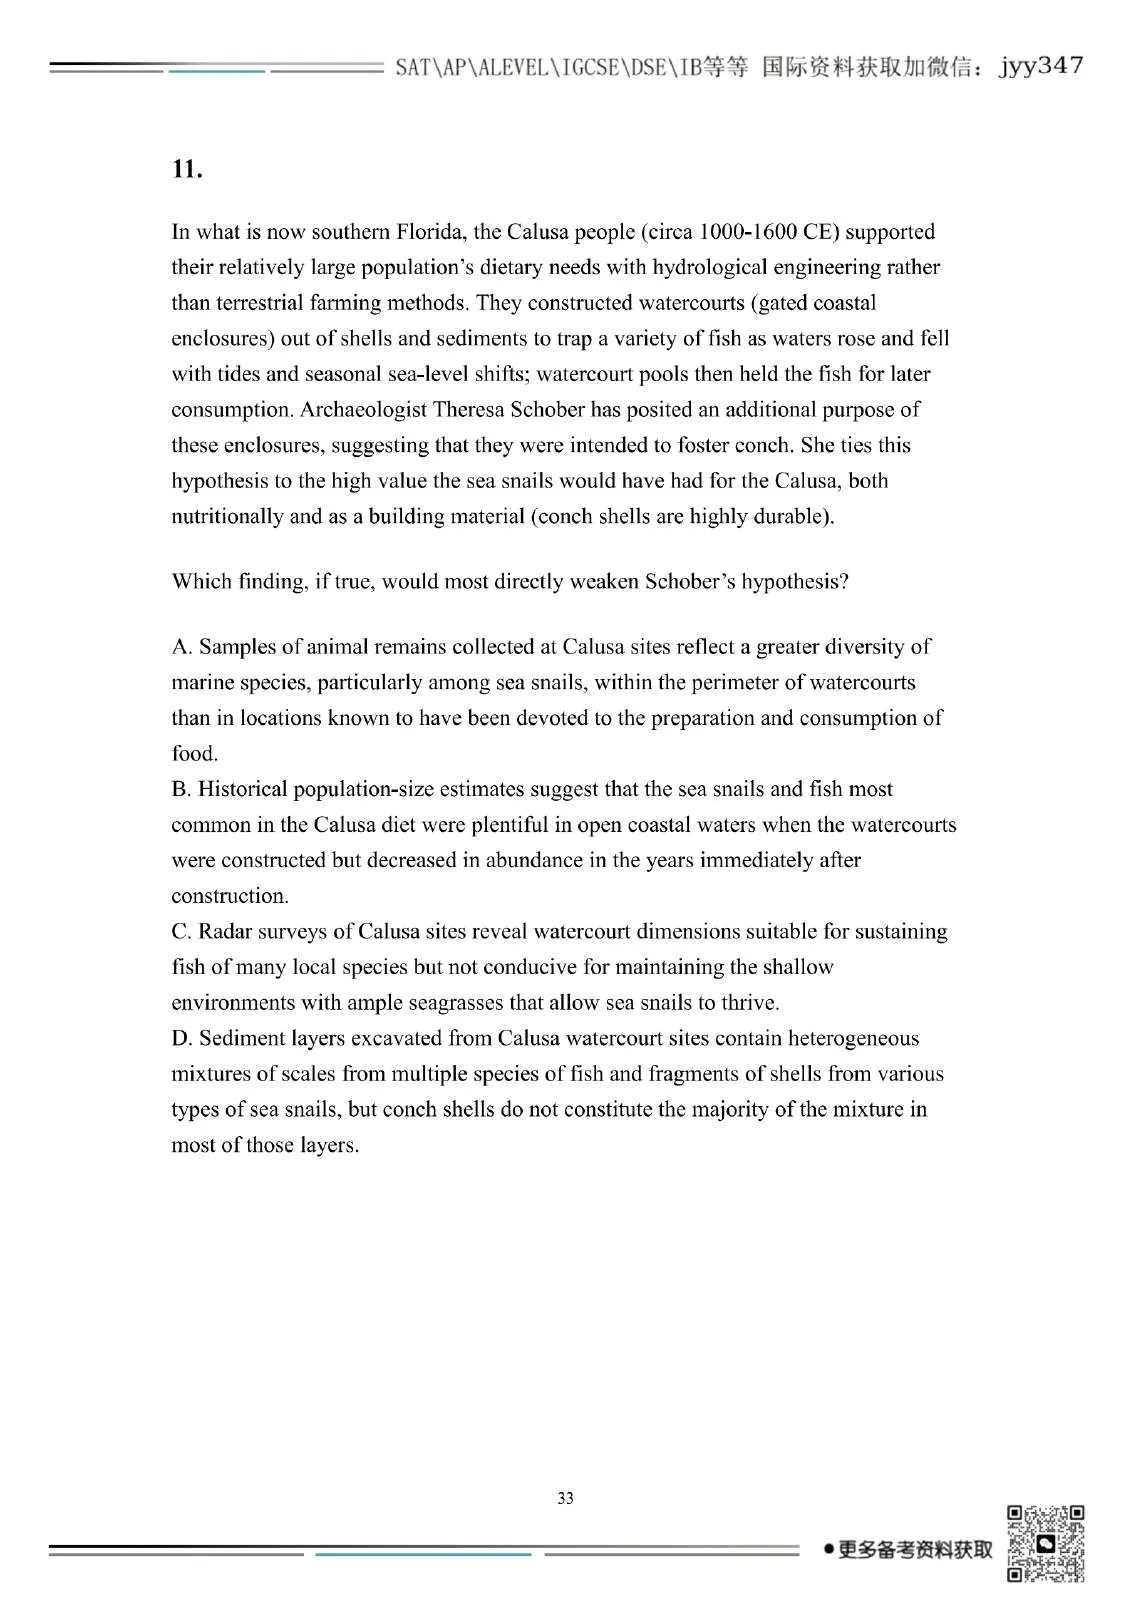 SAT\AP\ALEVEL\IGCSE\DSE\IB等等 国际资料获取加微信：jyy347
11.
In what is now southern Florida, the Calusa people (circa 1000-1600 CE) supported
their relatively large population's dietary needs with hydrological engineering rather
than terrestrial farming methods. They constructed watercourts (gated coastal
enclosures) out of shells and sediments to trap a variety of fish as waters rose and fell
with tides and seasonal sea-level shifts; watercourt pools then held the fish for later
consumption. Archaeologist Theresa Schober has posited an additional purpose of
these enclosures, suggesting that they were intended to foster conch. She ties this
hypothesis to the high value the sea snails would have had for the Calusa, both
nutritionally and as a building material (conch shells are highly durable).
Which finding, if true, would most directly weaken Schober's hypothesis?
A. Samples of animal remains collected at Calusa sites reflect a greater diversity of
marine species, particularly among sea snails, within the perimeter of watercourts
than in locations known to have been devoted to the preparation and consumption of
food.
B. Historical population-size estimates suggest that the sea snails and fish most
common in the Calusa diet were plentiful in open coastal waters when the watercourts
were constructed but decreased in abundance in the years immediately after
construction.
C. Radar surveys of Calusa sites reveal watercourt dimensions suitable for sustaining
fish of many local species but not conducive for maintaining the shallow
environments with ample seagrasses that allow sea snails to thrive.
D. Sediment layers excavated from Calusa watercourt sites contain heterogeneous
mixtures of scales from multiple species of fish and fragments of shells from various
types of sea snails, but conch shells do not constitute the majority of the mixture in
most of those layers.
33
●更多备考资料获取